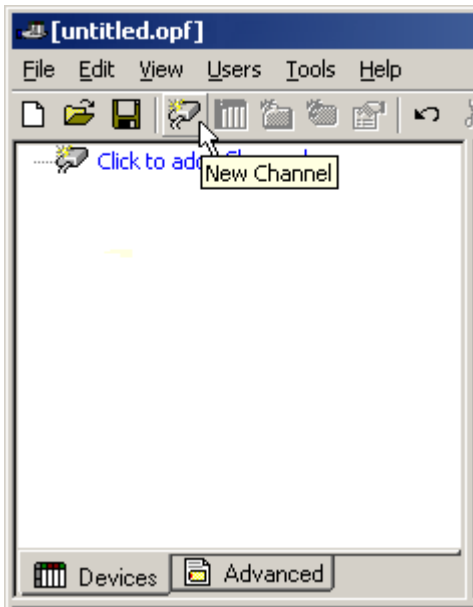 [untitled.opf]
File Edit View Users Tools Help
Click to add
New Channel
Devices Advanced